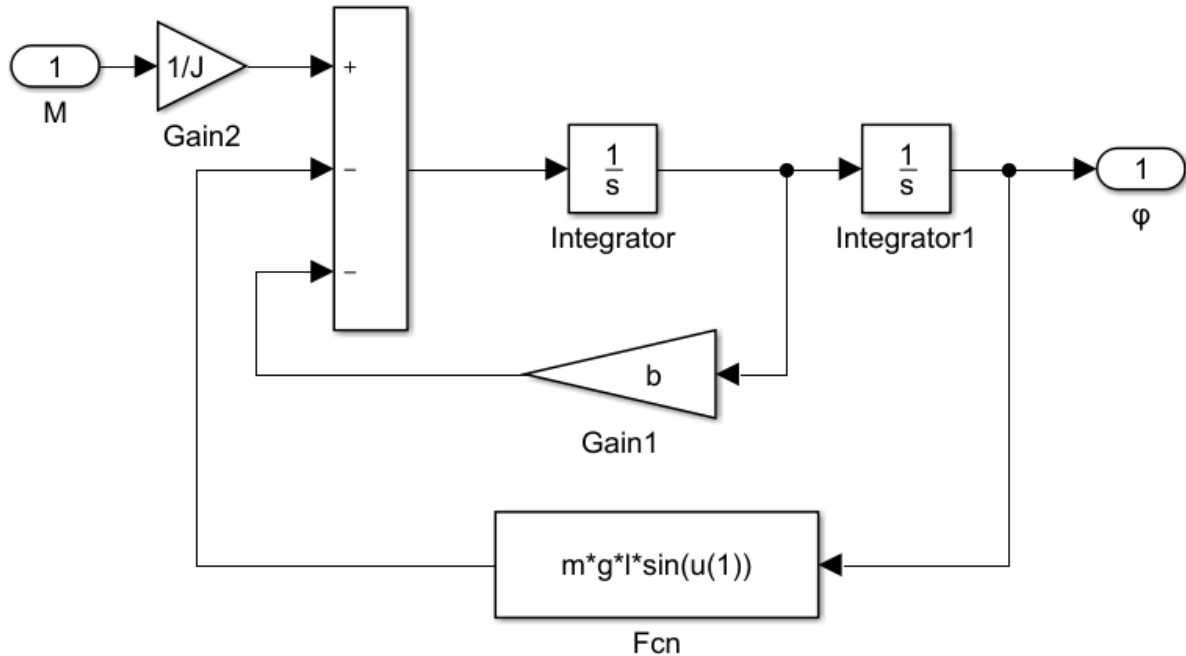 1
M
1/J
Gain2
+
−
−
1
s
Integrator
1
s
Integrator1
1
φ
b
Gain1
m*g*l*sin(u(1))
Fcn